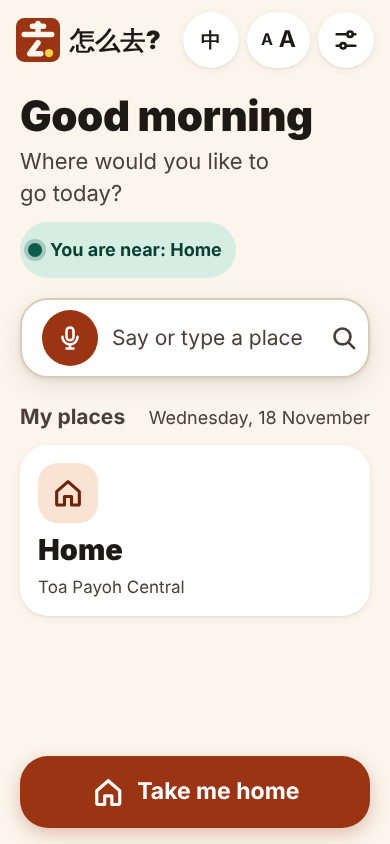 去
怎么去?
中
A A
Good morning
Where would you like to
go today?
You are near: Home
Say or type a place
My places
Wednesday, 18 November
Home
Toa Payoh Central
Take me home